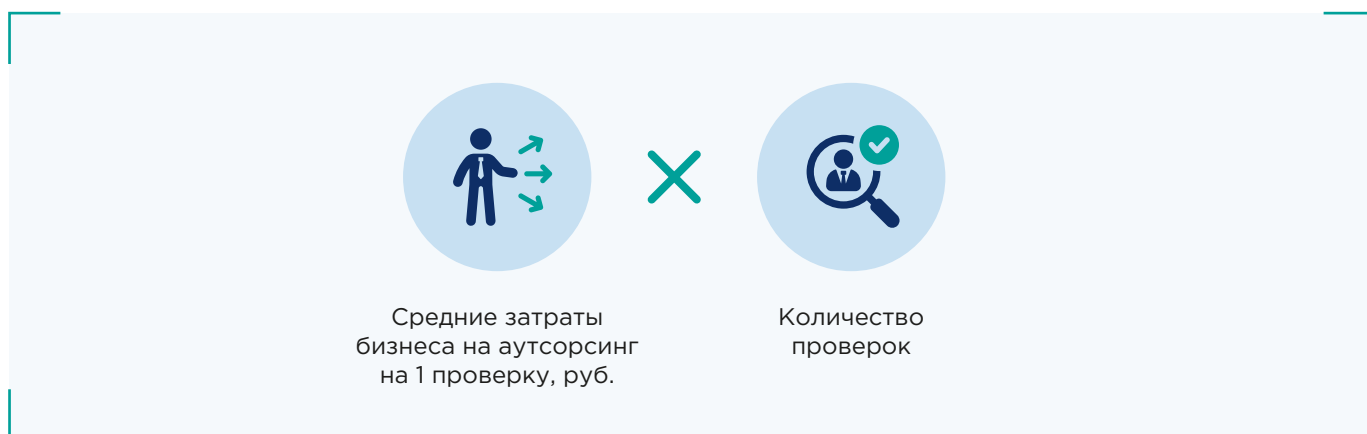 Средние затраты
бизнеса на аутсорсинг
на 1 проверку, руб.
Количество
проверок